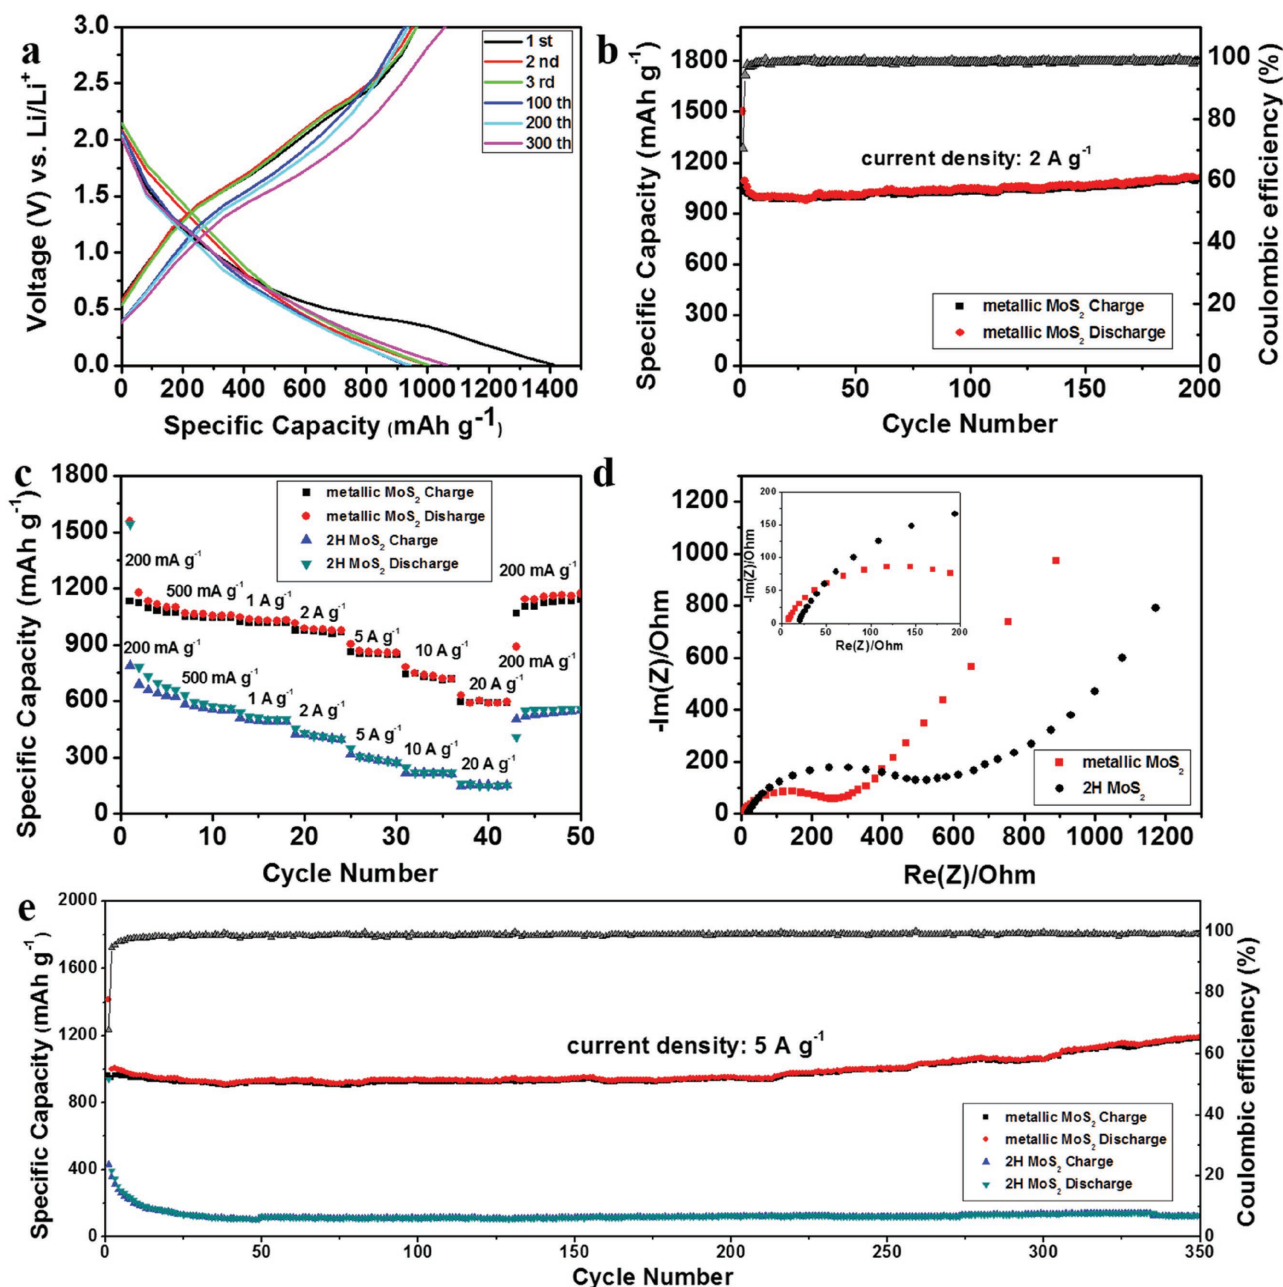 a
3.0
2.5
2.0
1.5
1.0
0.5
0.0
Voltage (V) vs. Li/Li⁺
1 st
2 nd
3 rd
100 th
200 th
300 th
0 200 400 600 800 1000 1200 1400
Specific Capacity (mAh g⁻¹)
b
1800
1500
1200
900
600
300
0
Specific Capacity (mAh g⁻¹)
current density: 2 A g⁻¹
metallic MoS₂ Charge
metallic MoS₂ Discharge
100
80
60
40
20
0
Coulombic efficiency (%)
0 50 100 150 200
Cycle Number
c
1800
1500
1200
900
600
300
0
Specific Capacity (mAh g⁻¹)
metallic MoS₂ Charge
metallic MoS₂ Disharge
2H MoS₂ Charge
2H MoS₂ Discharge
200 mA g⁻¹
500 mA g⁻¹
1 A g⁻¹
2 A g⁻¹
5 A g⁻¹
10 A g⁻¹
20 A g⁻¹
200 mA g⁻¹
200 mA g⁻¹
500 mA g⁻¹
1 A g⁻¹
2 A g⁻¹
5 A g⁻¹
10 A g⁻¹
20 A g⁻¹
200 mA g⁻¹
0 10 20 30 40 50
Cycle Number
d
1200
1000
800
600
400
200
0
-Im(Z)/Ohm
200
150
100
50
0
-Im(Z)/Ohm
0 50 100 150 200
Re(Z)/Ohm
metallic MoS₂
2H MoS₂
0 200 400 600 800 1000 1200
Re(Z)/Ohm
e
2000
1600
1200
800
400
0
Specific Capacity (mAh g⁻¹)
current density: 5 A g⁻¹
metallic MoS₂ Charge
metallic MoS₂ Discharge
2H MoS₂ Charge
2H MoS₂ Discharge
100
80
60
40
20
0
Coulombic efficiency (%)
0 50 100 150 200 250 300 350
Cycle Number